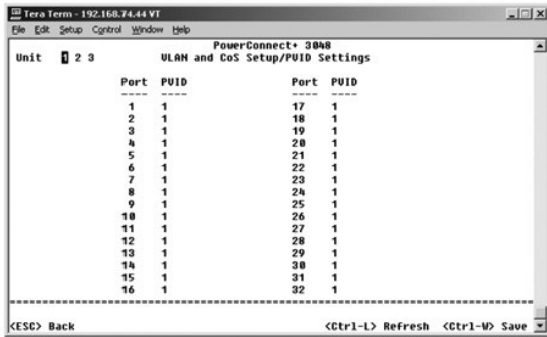 Tera Term - 192.168.74.44 VT
File Edit Setup Control Window Help
PowerConnect+ 3048
Unit 1 2 3 VLAN and CoS Setup/PVID Settings
Port PVID Port PVID
---- ---- ---- ----
1 1 17 1
2 1 18 1
3 1 19 1
4 1 20 1
5 1 21 1
6 1 22 1
7 1 23 1
8 1 24 1
9 1 25 1
10 1 26 1
11 1 27 1
12 1 28 1
13 1 29 1
14 1 30 1
15 1 31 1
16 1 32 1
<ESC> Back <Ctrl-L> Refresh <Ctrl-W> Save